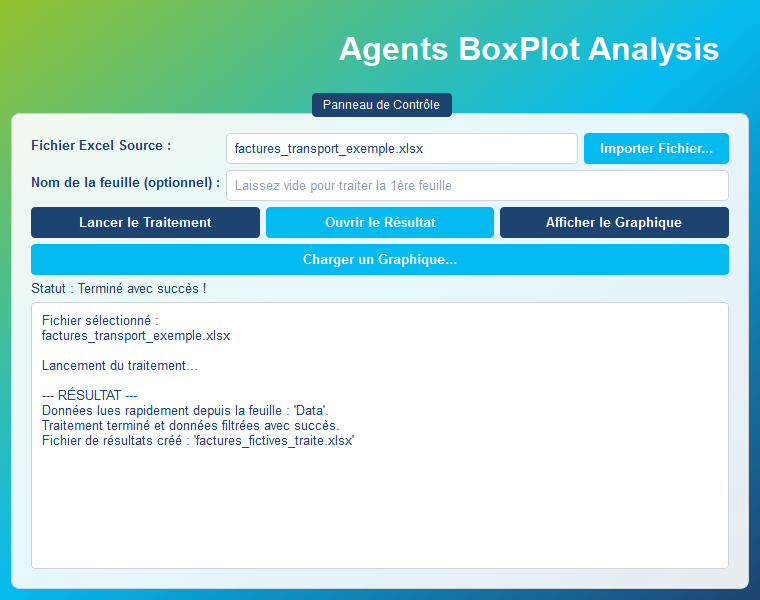 Agents BoxPlot Analysis
Panneau de Contrôle
Fichier Excel Source :
factures_transport_exemple.xlsx
Importer Fichier...
Nom de la feuille (optionnel) :
Laissez vide pour traiter la 1ère feuille
Lancer le Traitement
Ouvrir le Résultat
Afficher le Graphique
Charger un Graphique...
Statut : Terminé avec succès !
Fichier sélectionné :
factures_transport_exemple.xlsx
Lancement du traitement...
--- RÉSULTAT ---
Données lues rapidement depuis la feuille : 'Data'.
Traitement terminé et données filtrées avec succès.
Fichier de résultats créé : 'factures_fictives_traite.xlsx'